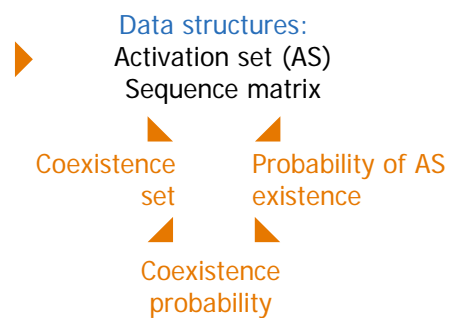 Data structures:
Activation set (AS)
Sequence matrix
Coexistence
set
Probability of AS
existence
Coexistence
probability